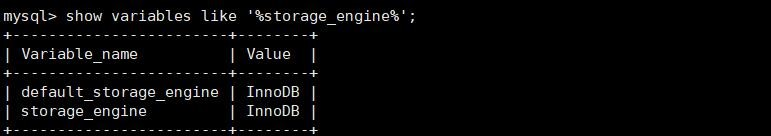 mysql> show variables like '%storage_engine%';
+------------------------+--------+
| Variable_name          | Value  |
+------------------------+--------+
| default_storage_engine | InnoDB |
| storage_engine         | InnoDB |
+------------------------+--------+